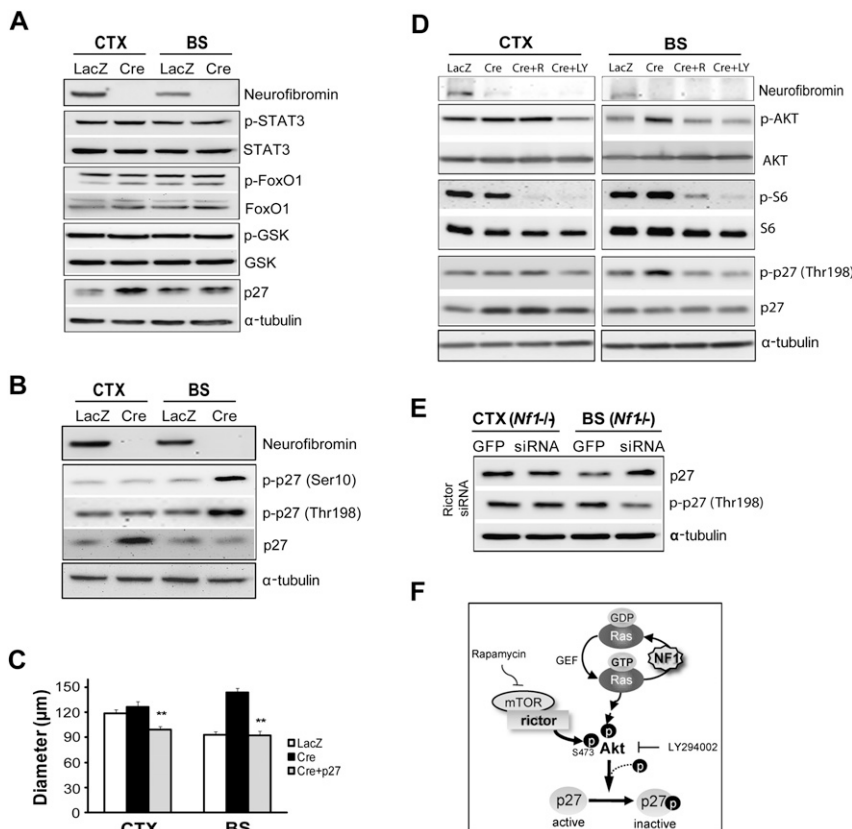 A
CTX BS
LacZ Cre LacZ Cre
Neurofibromin
p-STAT3
STAT3
p-FoxO1
FoxO1
p-GSK
GSK
p27
α-tubulin
B
CTX BS
LacZ Cre LacZ Cre
Neurofibromin
p-p27 (Ser10)
p-p27 (Thr198)
p27
α-tubulin
C
Diameter (µm)
150
120
90
60
30
0
**
**
LacZ
Cre
Cre+p27
CTX BS
D
CTX BS
LacZ Cre Cre+R Cre+LY LacZ Cre Cre+R Cre+LY
Neurofibromin
p-AKT
AKT
p-S6
S6
p-p27 (Thr198)
p27
α-tubulin
E
CTX (Nf1-/-) BS (Nf1-/-)
GFP siRNA GFP siRNA
Rictor
siRNA
p27
p-p27 (Thr198)
α-tubulin
F
GDP
Ras
GEF
NF1
GTP
Ras
Rapamycin
mTOR
rictor
p
p
S473
Akt
LY294002
p
p27
p27 p
active
inactive